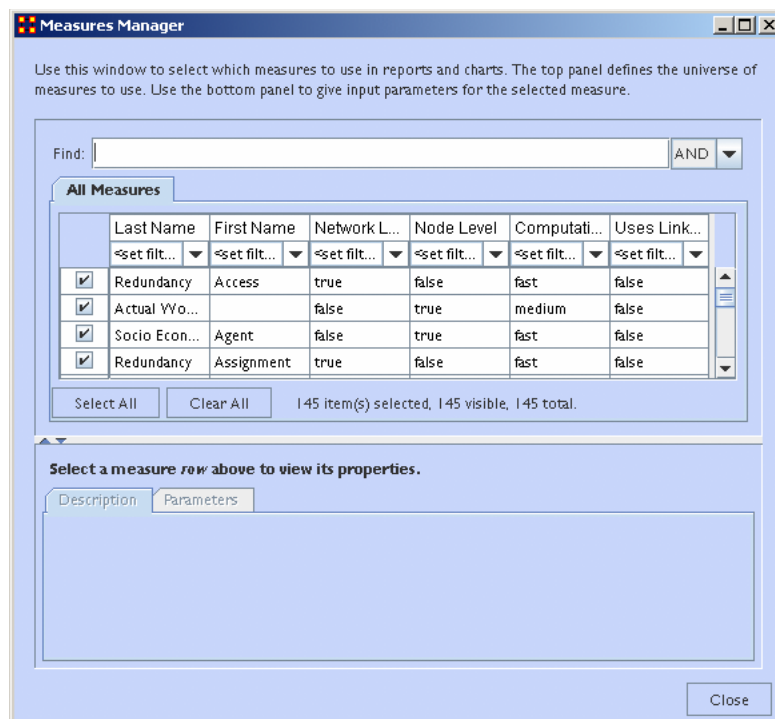 Measures Manager
Use this window to select which measures to use in reports and charts. The top panel defines the universe of
measures to use. Use the bottom panel to give input parameters for the selected measure.
Find: AND
All Measures
Last Name First Name Network L... Node Level Computati... Uses Link...
<set filt... <set filt... <set filt... <set filt... <set filt... <set filt...
Redundancy Access true false fast false
Actual Wo... false true medium false
Socio Econ... Agent false true fast false
Redundancy Assignment true false fast false
Select All Clear All 145 item(s) selected, 145 visible, 145 total.
Select a measure row above to view its properties.
Description Parameters
Close